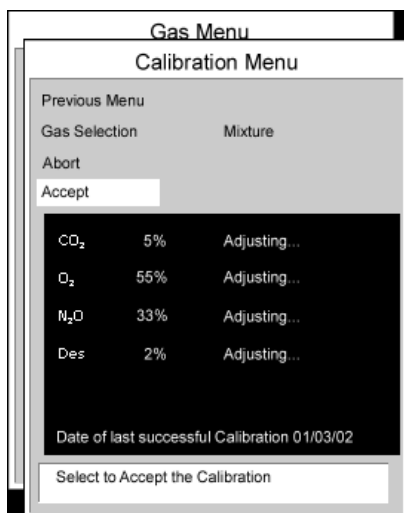 Gas Menu
Calibration Menu
Previous Menu
Gas Selection Mixture
Abort
Accept
CO₂ 5% Adjusting...
O₂ 55% Adjusting...
N₂O 33% Adjusting...
Des 2% Adjusting...
Date of last successful Calibration 01/03/02
Select to Accept the Calibration